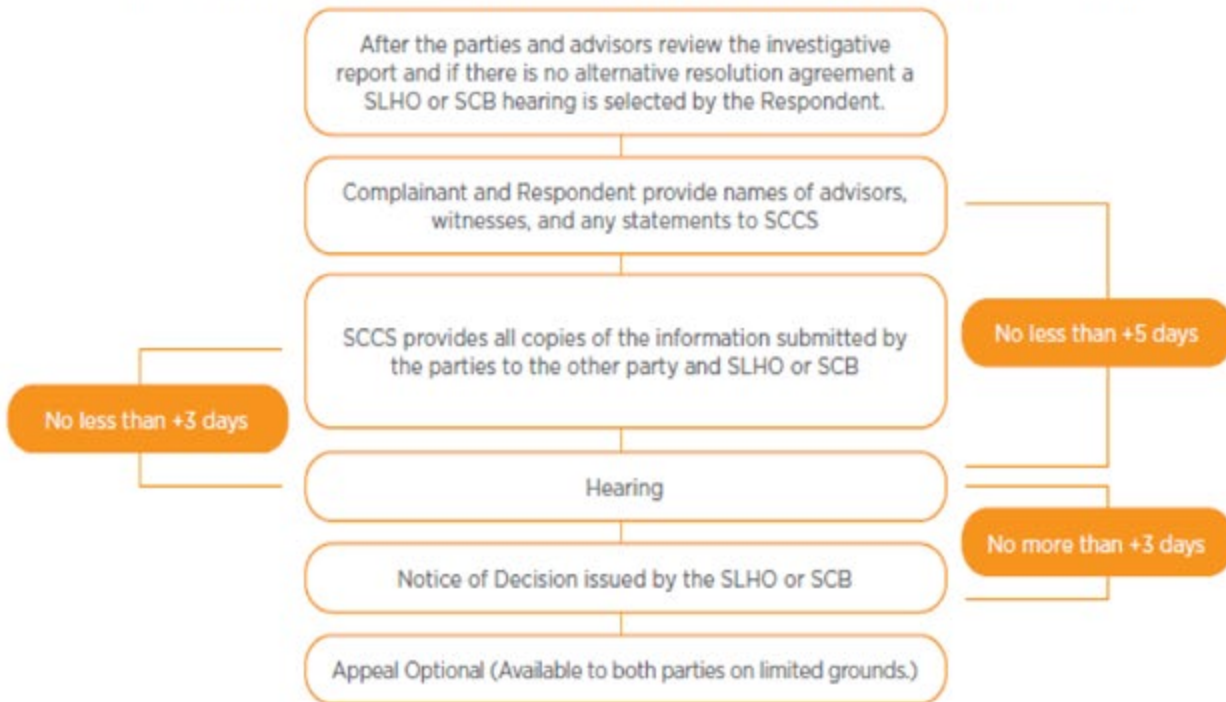 After the parties and advisors review the investigative
report and if there is no alternative resolution agreement a
SLHO or SCB hearing is selected by the Respondent.
Complainant and Respondent provide names of advisors,
witnesses, and any statements to SCCS
No less than +5 days
SCCS provides all copies of the information submitted by
the parties to the other party and SLHO or SCB
No less than +3 days
Hearing
No more than +3 days
Notice of Decision issued by the SLHO or SCB
Appeal Optional (Available to both parties on limited grounds.)